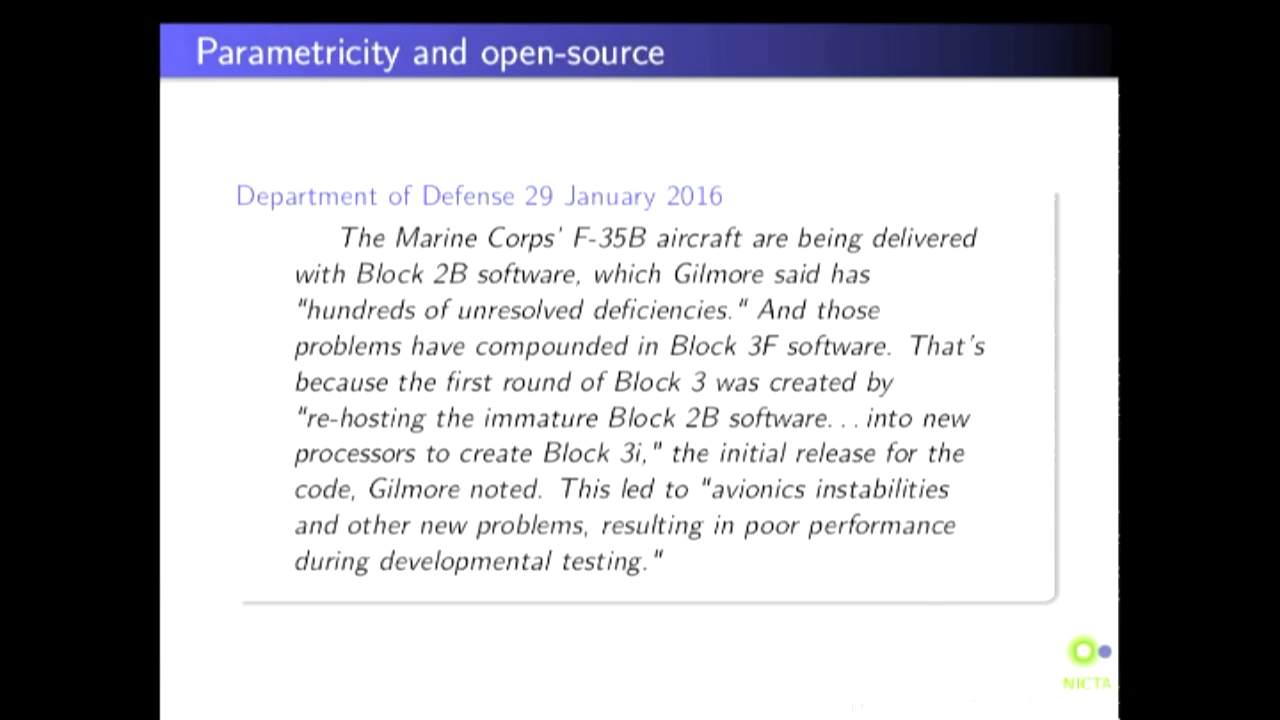 Parametricity and open-source
Department of Defense 29 January 2016
The Marine Corps' F-35B aircraft are being delivered
with Block 2B software, which Gilmore said has
"hundreds of unresolved deficiencies." And those
problems have compounded in Block 3F software. That's
because the first round of Block 3 was created by
"re-hosting the immature Block 2B software...into new
processors to create Block 3i," the initial release for the
code, Gilmore noted. This led to "avionics instabilities
and other new problems, resulting in poor performance
during developmental testing."
NICTA